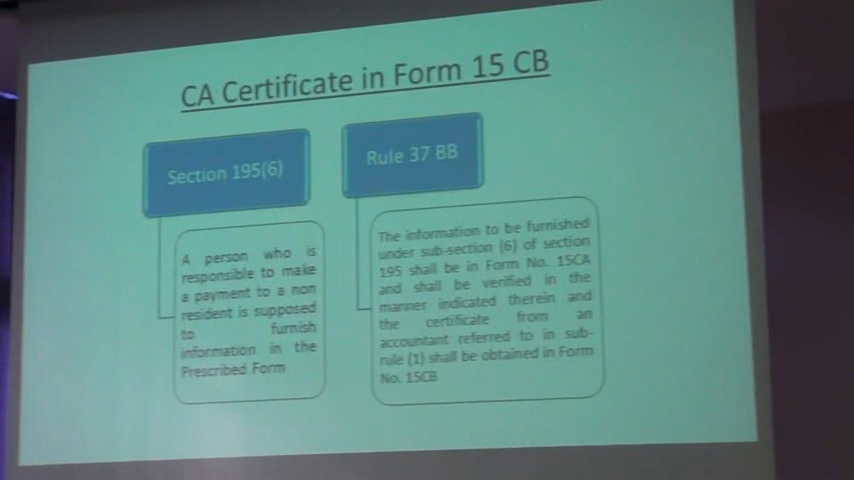 CA Certificate in Form 15 CB
Section 195(6)
A person who is
responsible to make
a payment to a non
resident is supposed
to furnish
information in the
Prescribed Form
Rule 37 BB
The information to be furnished
under sub-section (6) of section
195 shall be in Form No. 15CA
and shall be verified in the
manner indicated therein and
the certificate from an
accountant referred to in sub-
rule (1) shall be obtained in Form
No. 15CB